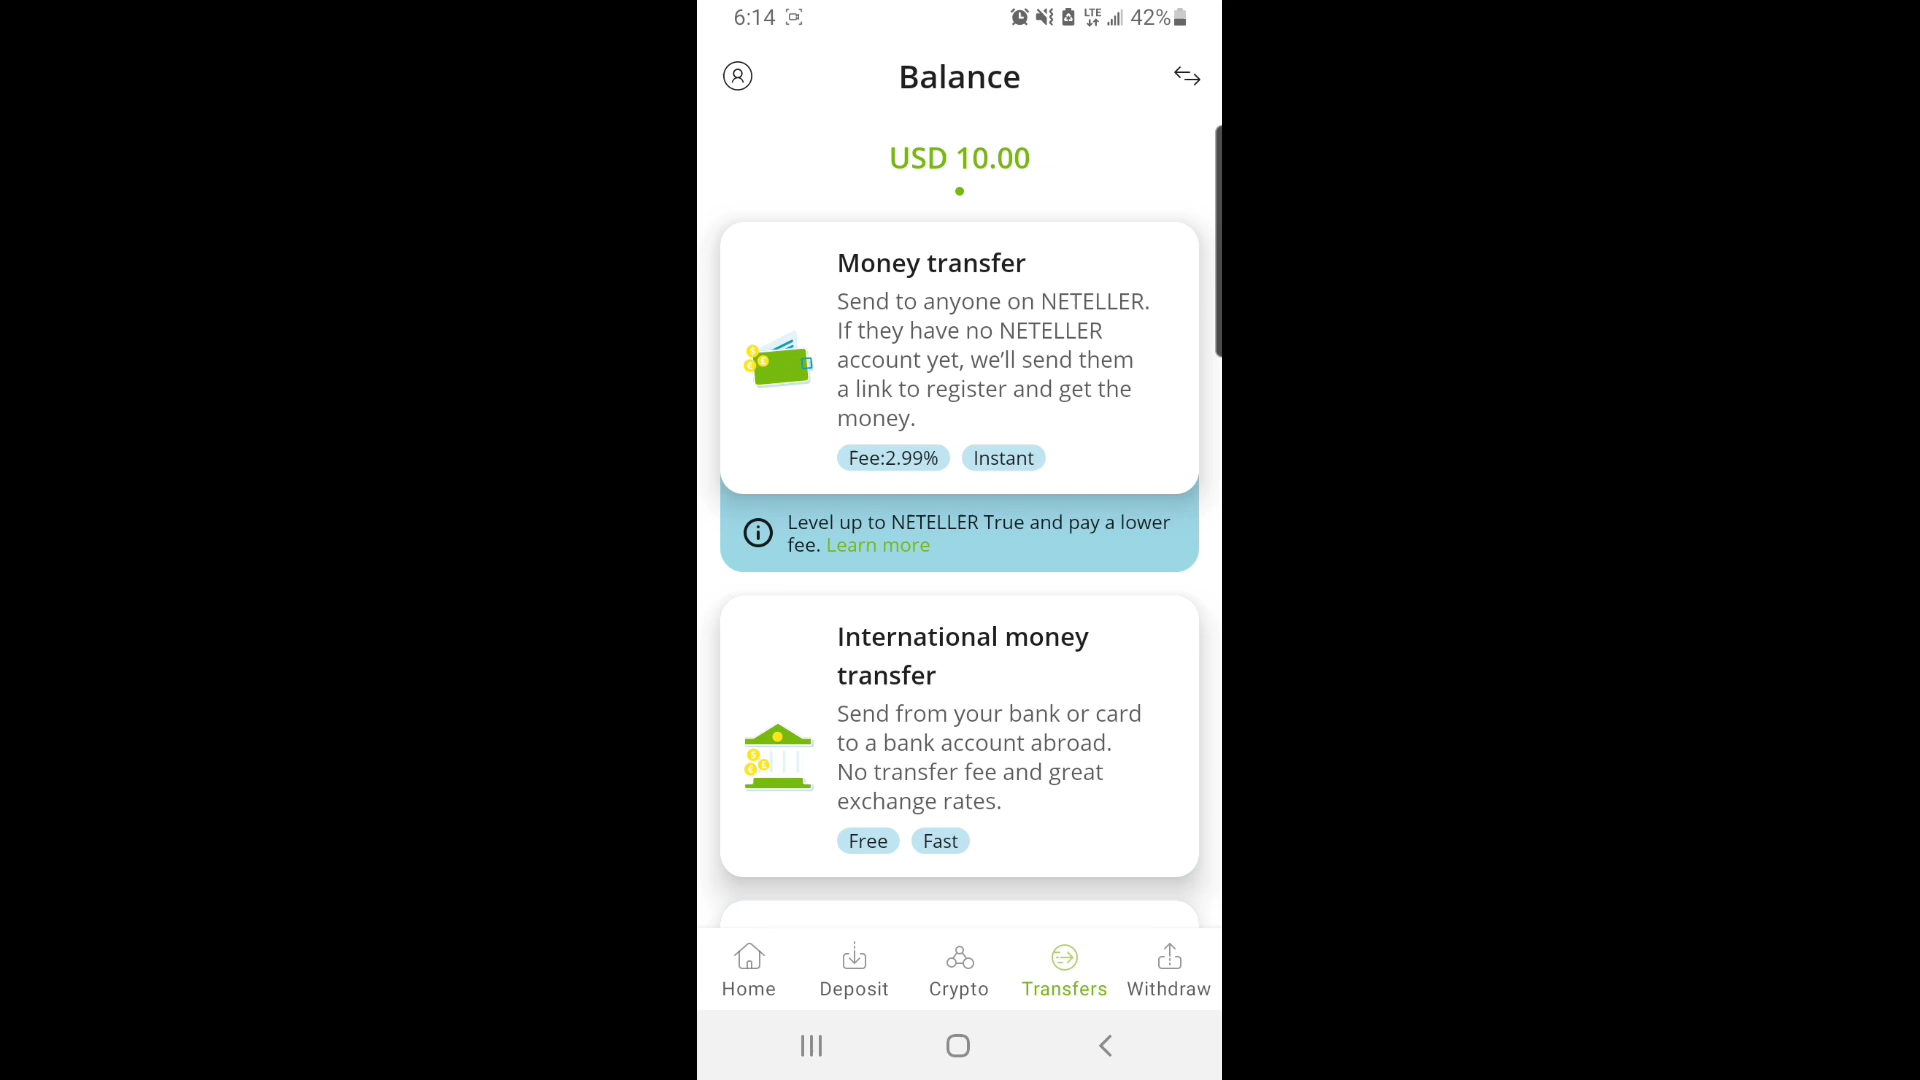 6:14 LTE 42%
Balance
USD 10.00
Money transfer
Send to anyone on NETELLER.
If they have no NETELLER
account yet, we’ll send them
a link to register and get the
money.
Fee:2.99% Instant
Level up to NETELLER True and pay a lower
fee. Learn more
International money
transfer
Send from your bank or card
to a bank account abroad.
No transfer fee and great
exchange rates.
Free Fast
Home Deposit Crypto Transfers Withdraw